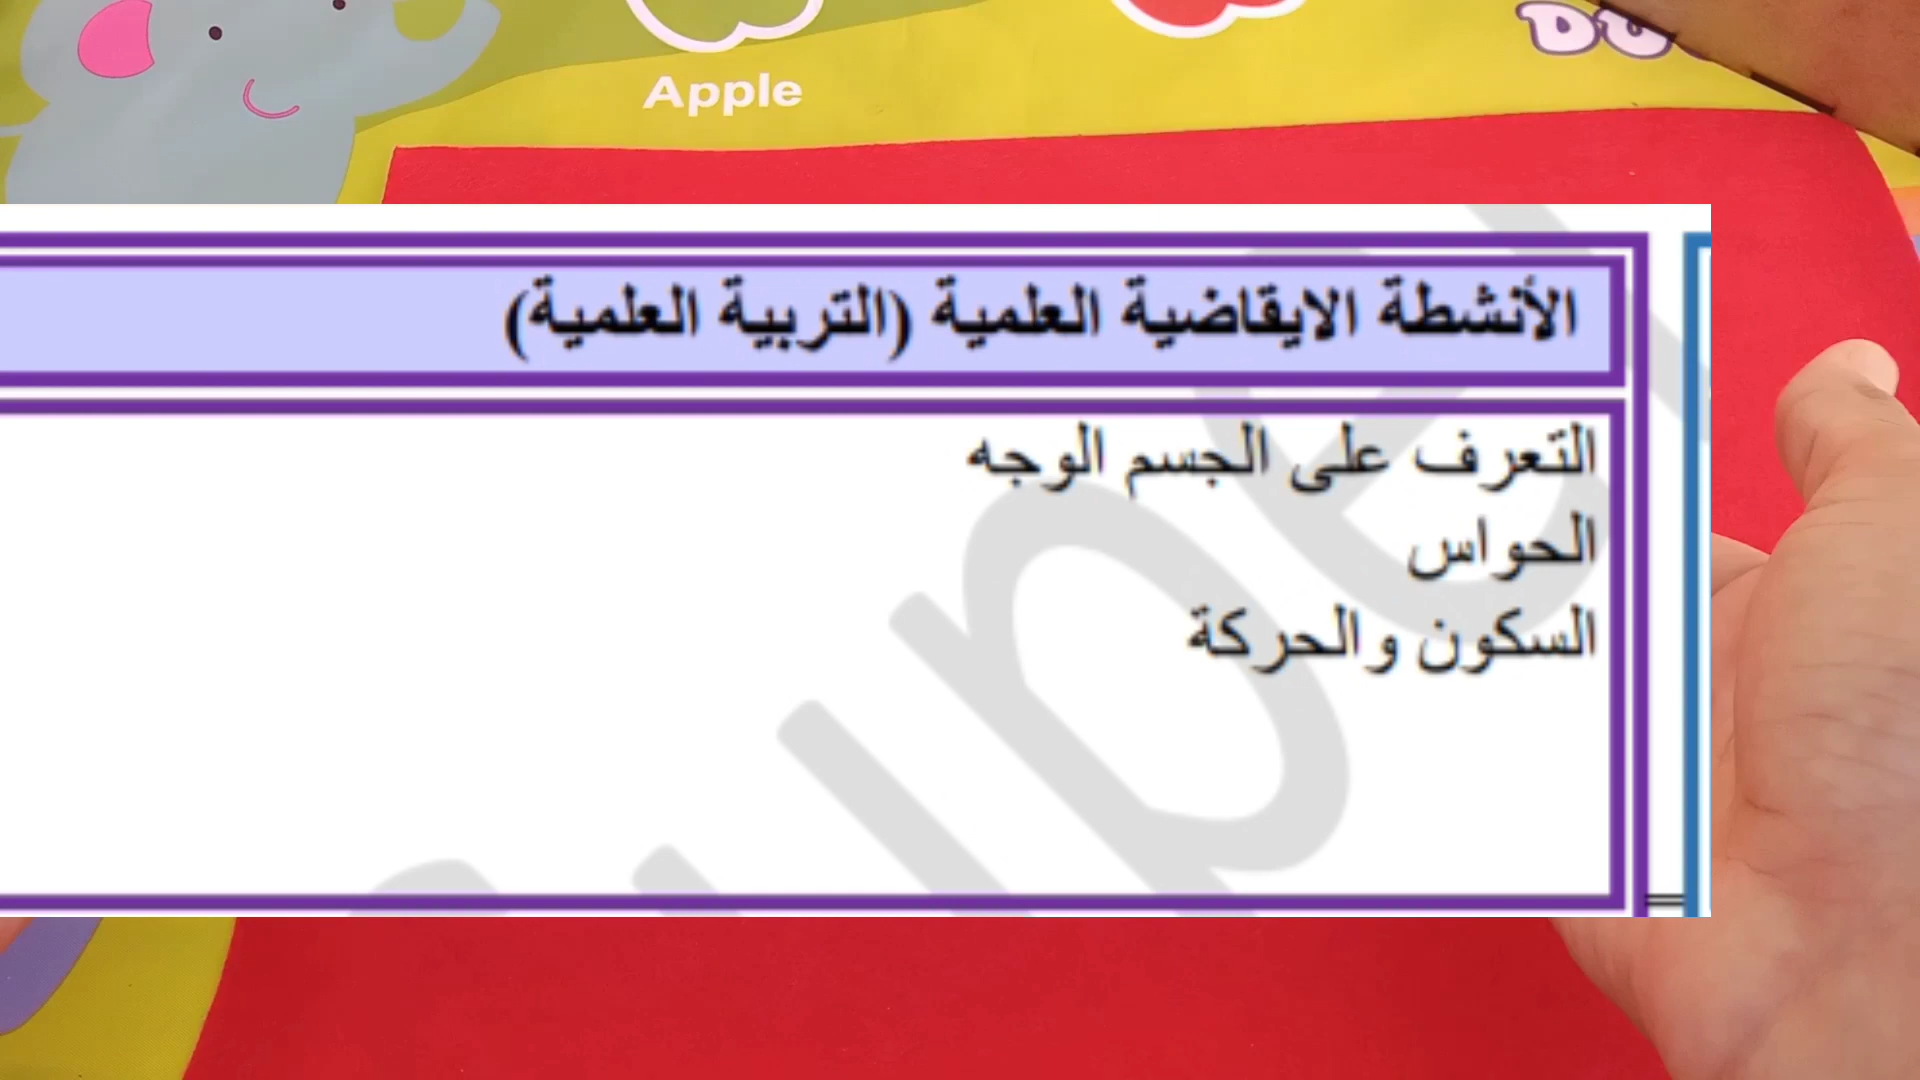 Apple
الأنشطة الايقاضية العلمية (التربية العلمية)
التعرف على الجسم الوجه
الحواس
السكون والحركة